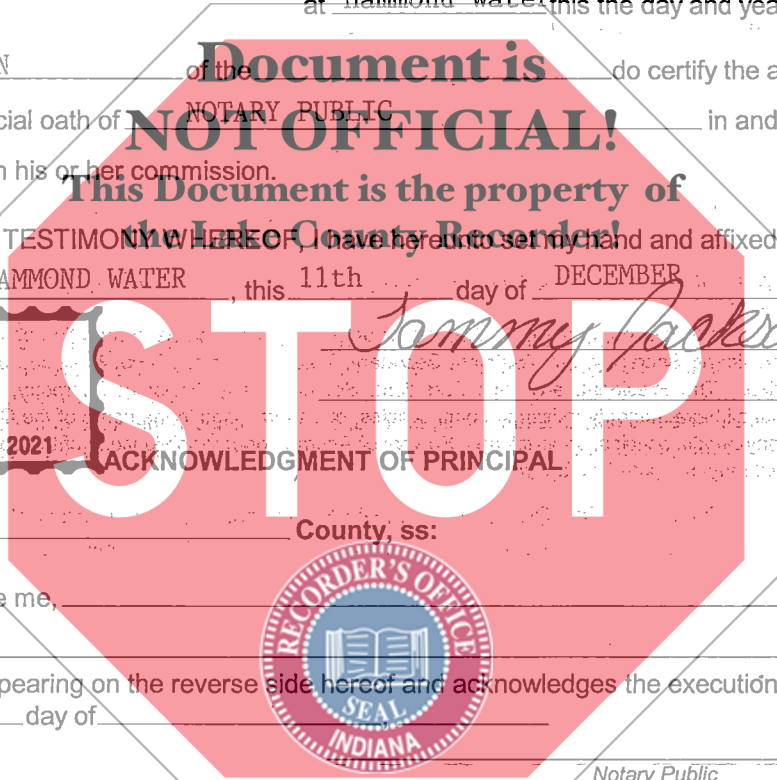 at Hammond Water this the day and yea
N of the do certify the a
Document is
cial oath of NOTARY PUBLIC in and
NOT OFFICIAL!
n his or her commission.
This Document is the property of
the Lake County Recorder!
TESTIMONY WHEREOF, I have hereunto set my hand and affixed
AMMOND WATER , this 11th day of DECEMBER
Tammy Jackso
STOP
2021
ACKNOWLEDGMENT OF PRINCIPAL
County, ss:
e me,
RECORDER'S OFFICE
pearing on the reverse side hereof and acknowledges the execution
day of
SEAL
INDIANA
Notary Public